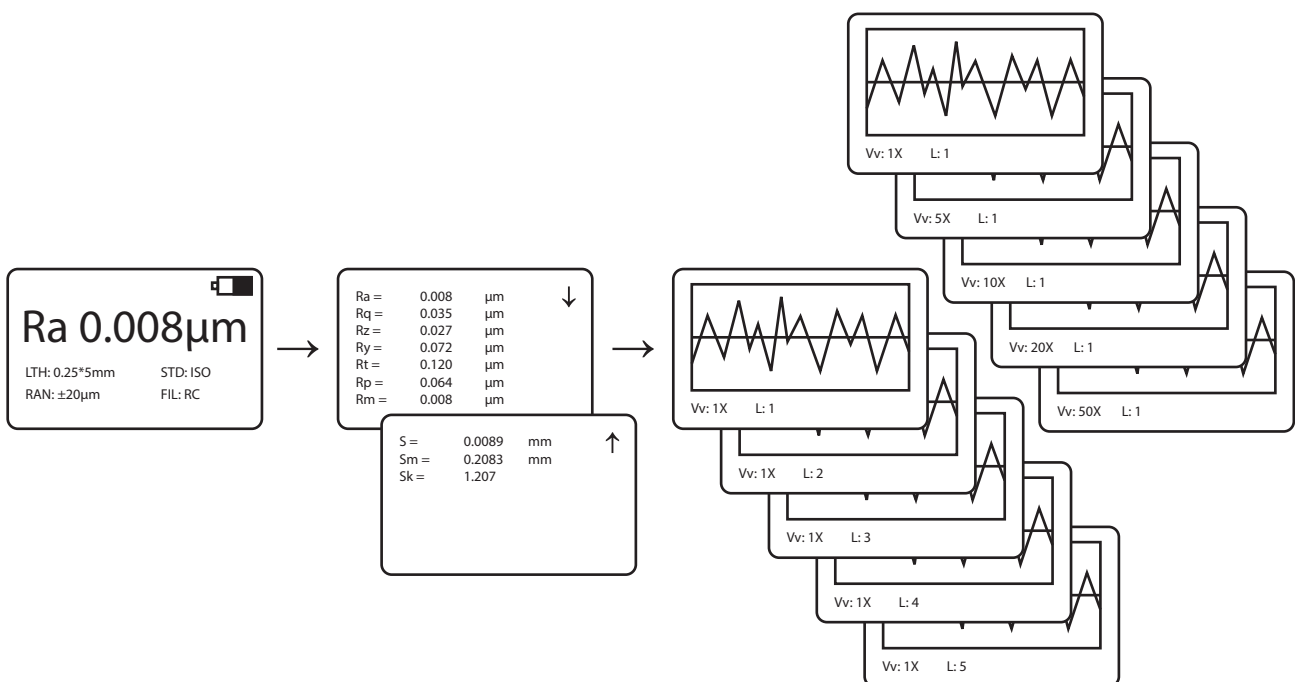 Ra 0.008µm
LTH: 0.25*5mm STD: ISO
RAN: ±20µm FIL: RC
Ra = 0.008 µm
Rq = 0.035 µm
Rz = 0.027 µm
Ry = 0.072 µm
Rt = 0.120 µm
Rp = 0.064 µm
Rm = 0.008 µm
S = 0.0089 mm
Sm = 0.2083 mm
Sk = 1.207
Vv: 1X L: 1
Vv: 1X L: 2
Vv: 1X L: 3
Vv: 1X L: 4
Vv: 1X L: 5
Vv: 1X L: 1
Vv: 5X L: 1
Vv: 10X L: 1
Vv: 20X L: 1
Vv: 50X L: 1